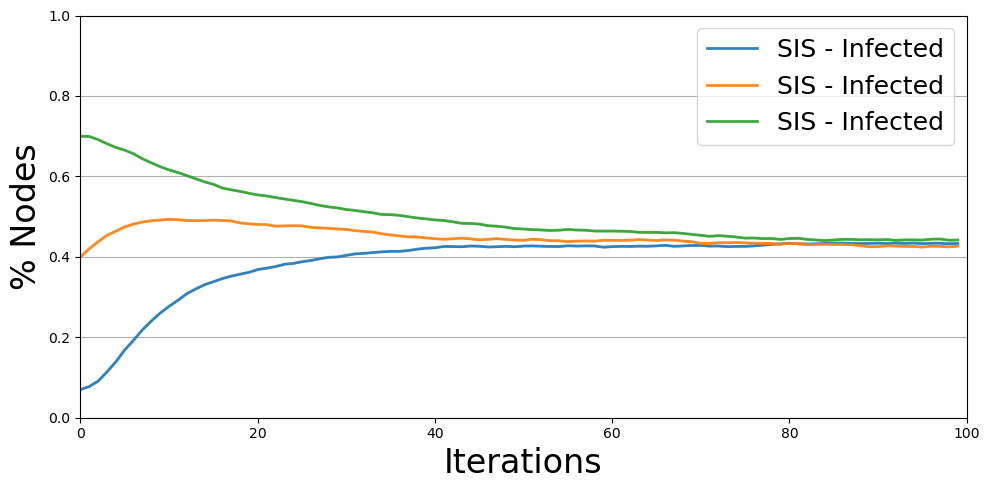 SIS - Infected
SIS - Infected
SIS - Infected
% Nodes
1.0
0.8
0.6
0.4
0.2
0.0
0 20 40 60 80 100
Iterations